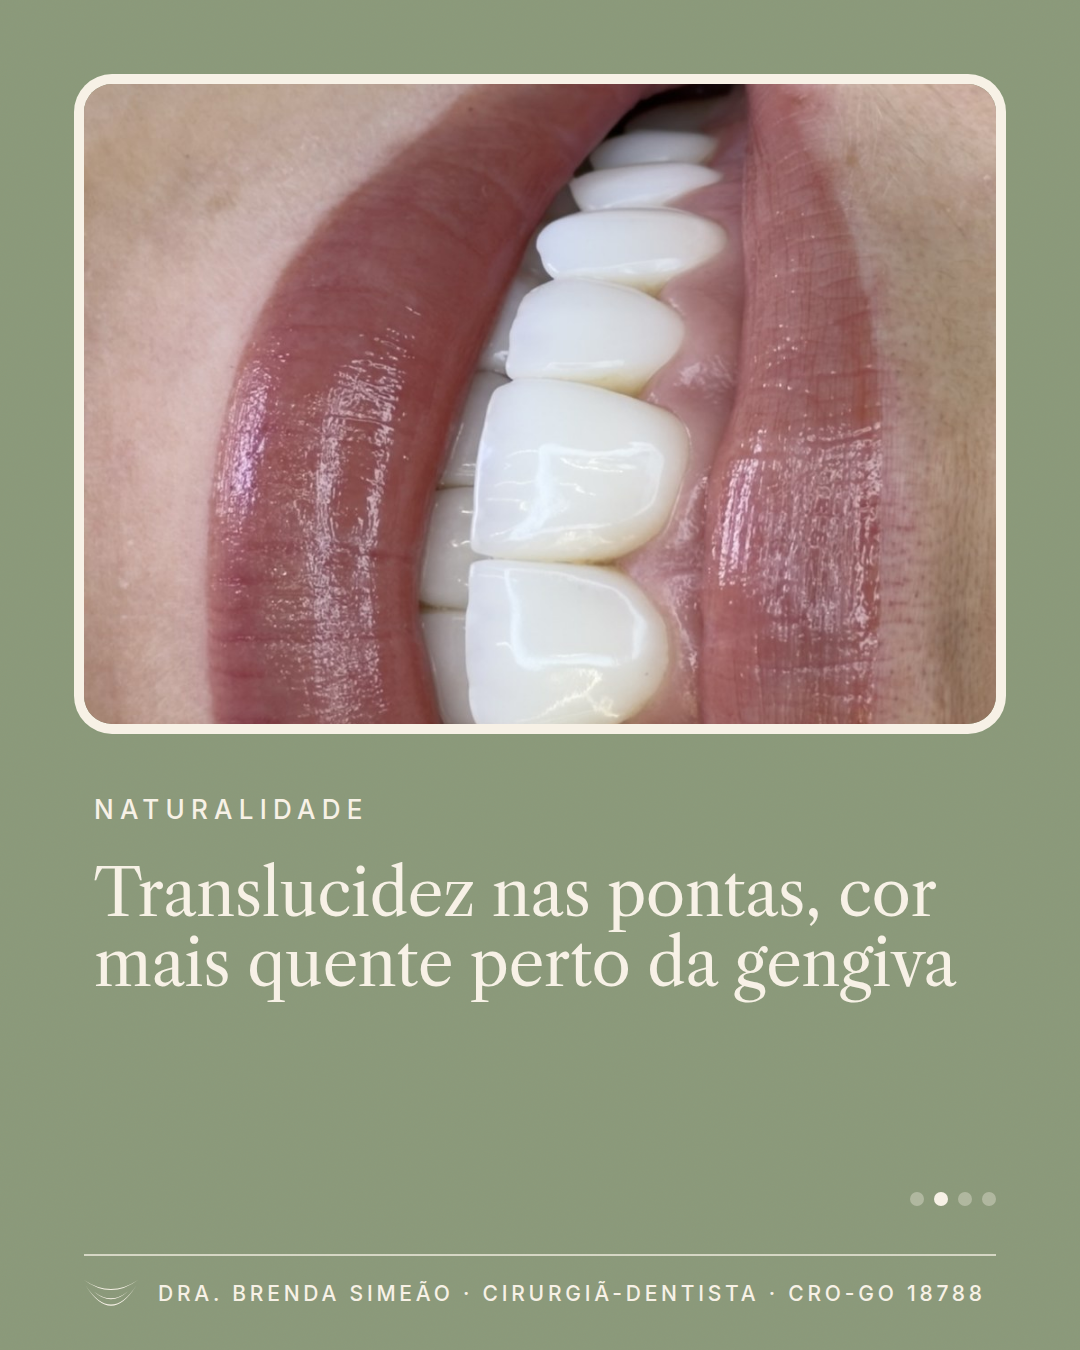 NATURALIDADE
Translucidez nas pontas, cor
mais quente perto da gengiva
DRA. BRENDA SIMEÃO · CIRURGIÃ-DENTISTA · CRO-GO 18788